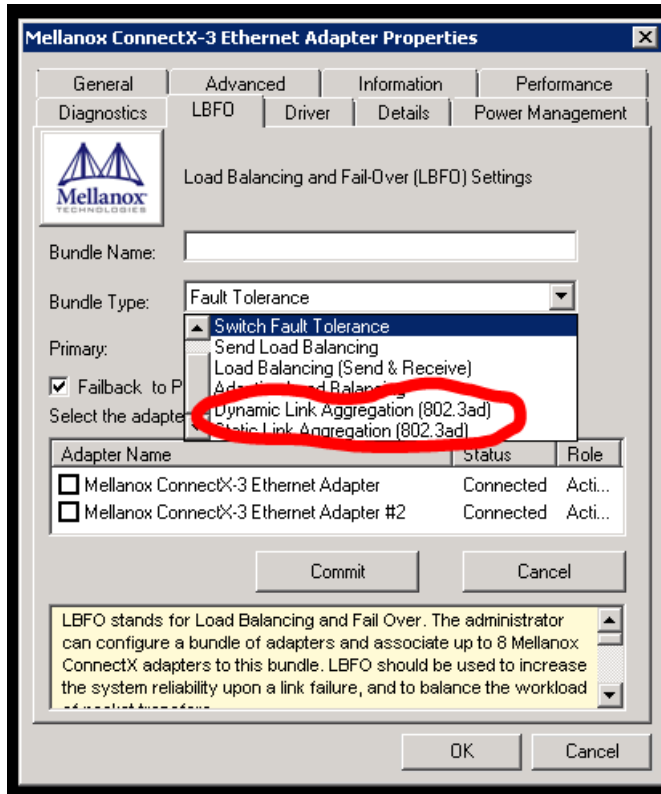 Mellanox ConnectX-3 Ethernet Adapter Properties
General Advanced Information Performance
Diagnostics LBFO Driver Details Power Management
Mellanox
TECHNOLOGIES
Load Balancing and Fail-Over (LBFO) Settings
Bundle Name:
Bundle Type: Fault Tolerance
Switch Fault Tolerance
Primary: Send Load Balancing
Load Balancing (Send & Receive)
Failback to P
Load Balancing
Select the adapte Dynamic Link Aggregation (802.3ad)
Static Link Aggregation (802.3ad)
Adapter Name Status Role
Mellanox ConnectX-3 Ethernet Adapter Connected Acti...
Mellanox ConnectX-3 Ethernet Adapter #2 Connected Acti...
Commit Cancel
LBFO stands for Load Balancing and Fail Over. The administrator
can configure a bundle of adapters and associate up to 8 Mellanox
ConnectX adapters to this bundle. LBFO should be used to increase
the system reliability upon a link failure, and to balance the workload
OK Cancel